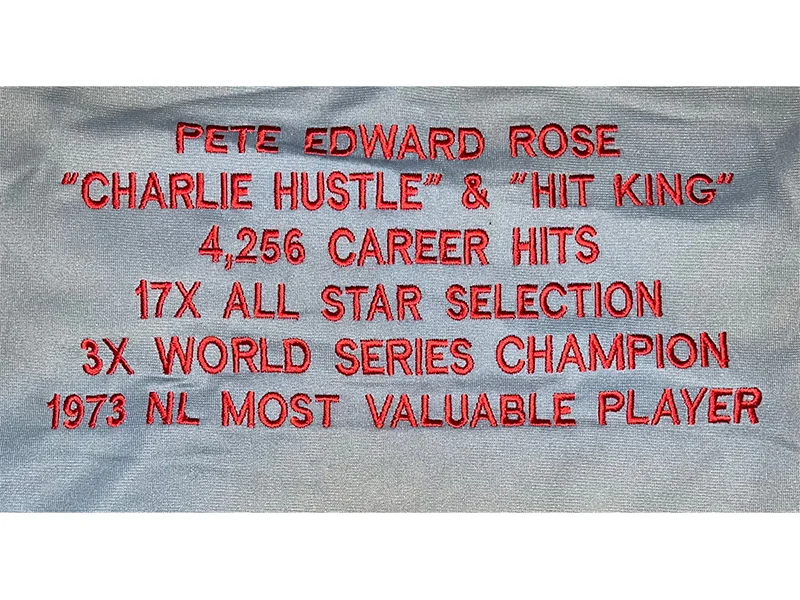 PETE EDWARD ROSE
"CHARLIE HUSTLE" & "HIT KING"
4,256 CAREER HITS
17X ALL STAR SELECTION
3X WORLD SERIES CHAMPION
1973 NL MOST VALUABLE PLAYER